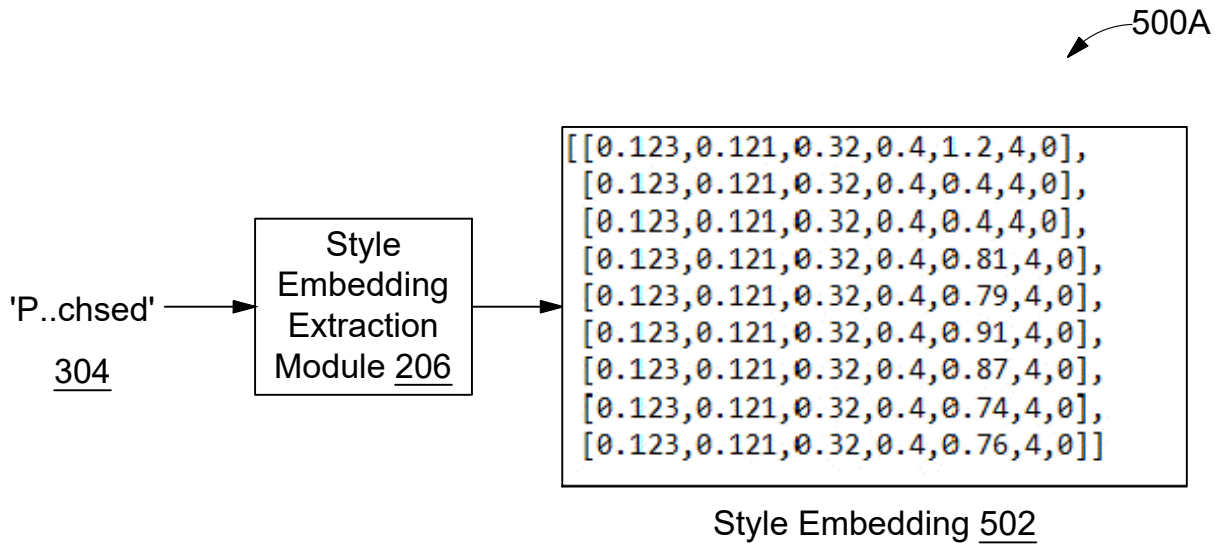 500A
[[0.123,0.121,0.32,0.4,1.2,4,0],
[0.123,0.121,0.32,0.4,0.4,4,0],
[0.123,0.121,0.32,0.4,0.4,4,0],
[0.123,0.121,0.32,0.4,0.81,4,0],
[0.123,0.121,0.32,0.4,0.79,4,0],
[0.123,0.121,0.32,0.4,0.91,4,0],
[0.123,0.121,0.32,0.4,0.87,4,0],
[0.123,0.121,0.32,0.4,0.74,4,0],
[0.123,0.121,0.32,0.4,0.76,4,0]]
Style
Embedding
Extraction
Module 206
'P..chsed'
304
Style Embedding 502